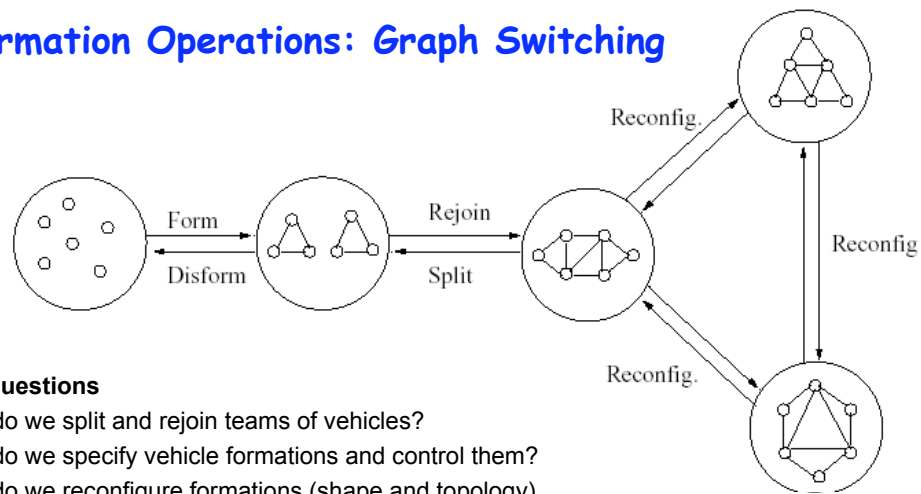 rmation Operations: Graph Switching
Reconfig.
Form
Disform
Rejoin
Split
Reconfig
Reconfig.
uestions
do we split and rejoin teams of vehicles?
do we specify vehicle formations and control them?
do we reconfigure formations (shape and topology)